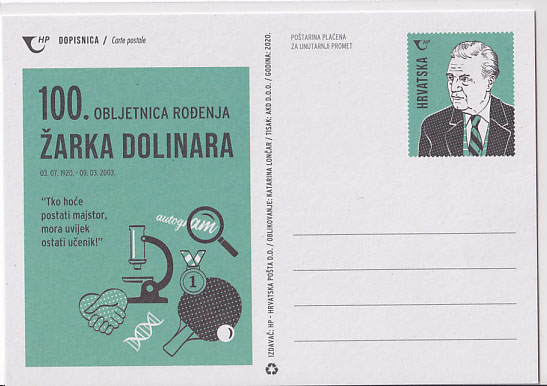 HP DOPISNICA / Carte postale
100. OBLJETNICA ROĐENJA
ŽARKA DOLINARA
03. 07. 1920. - 09. 03. 2003.
"Tko hoće
postati majstor,
mora uvijek
ostati učenik!"
autogram
1
IZDAVAČ: HP - HRVATSKA POŠTA D.D. / OBLIKOVANJE: KATARINA LONČAR / TISAK: AKD D.O.O. / GODINA: 2020.
POŠTARINA PLAĆENA
ZA UNUTARNJI PROMET
HP
HRVATSKA